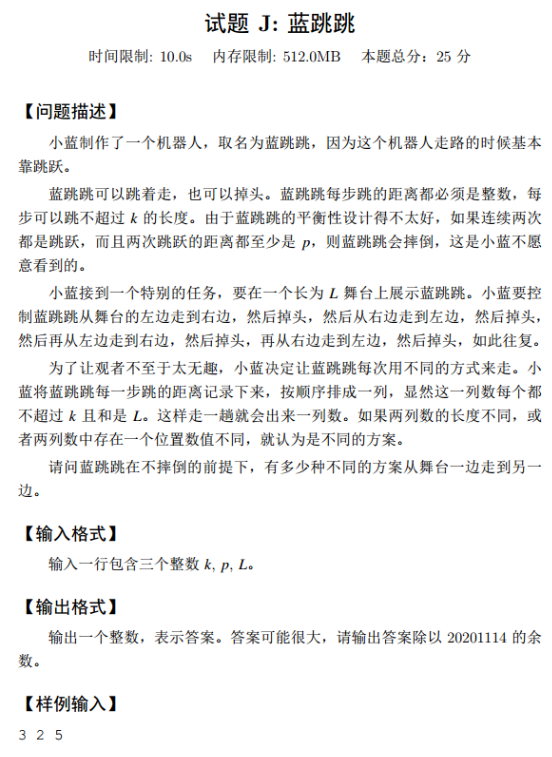 试题 J: 蓝跳跳
时间限制: 10.0s 内存限制: 512.0MB 本题总分：25 分
【问题描述】
小蓝制作了一个机器人，取名为蓝跳跳，因为这个机器人走路的时候基本
靠跳跃。
蓝跳跳可以跳着走，也可以掉头。蓝跳跳每步跳的距离都必须是整数，每
步可以跳不超过 k 的长度。由于蓝跳跳的平衡性设计得不太好，如果连续两次
都是跳跃，而且两次跳跃的距离都至少是 p，则蓝跳跳会摔倒，这是小蓝不愿
意看到的。
小蓝接到一个特别的任务，要在一个长为 L 舞台上展示蓝跳跳。小蓝要控
制蓝跳跳从舞台的左边走到右边，然后掉头，然后从右边走到左边，然后掉头，
然后再从左边走到右边，然后掉头，再从右边走到左边，然后掉头，如此往复。
为了让观者不至于太无趣，小蓝决定让蓝跳跳每次用不同的方式来走。小
蓝将蓝跳跳每一步跳的距离记录下来，按顺序排成一列，显然这一列数每个都
不超过 k 且和是 L。这样走一趟就会出来一列数。如果两列数的长度不同，或
者两列数中存在一个位置数值不同，就认为是不同的方案。
请问蓝跳跳在不摔倒的前提下，有多少种不同的方案从舞台一边走到另一
边。
【输入格式】
输入一行包含三个整数 k, p, L。
【输出格式】
输出一个整数，表示答案。答案可能很大，请输出答案除以 20201114 的余
数。
【样例输入】
3 2 5